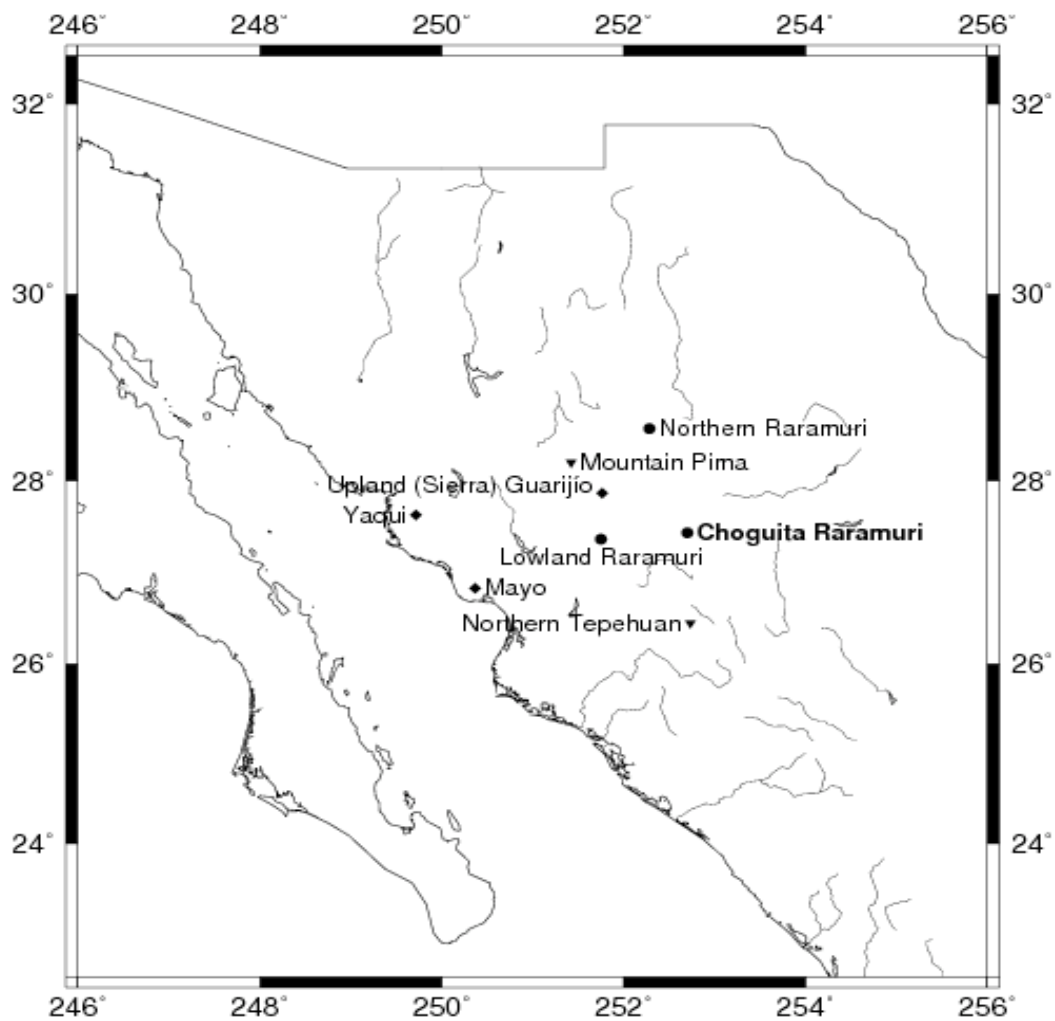 246° 248° 250° 252° 254° 256°
32° 32°
30° 30°
Northern Raramuri
Mountain Pima
28° 28°
Upland (Sierra) Guarijío
Yaqui
Choguita Raramuri
Lowland Raramuri
Mayo
Northern Tepehuan
26° 26°
24° 24°
246° 248° 250° 252° 254° 256°